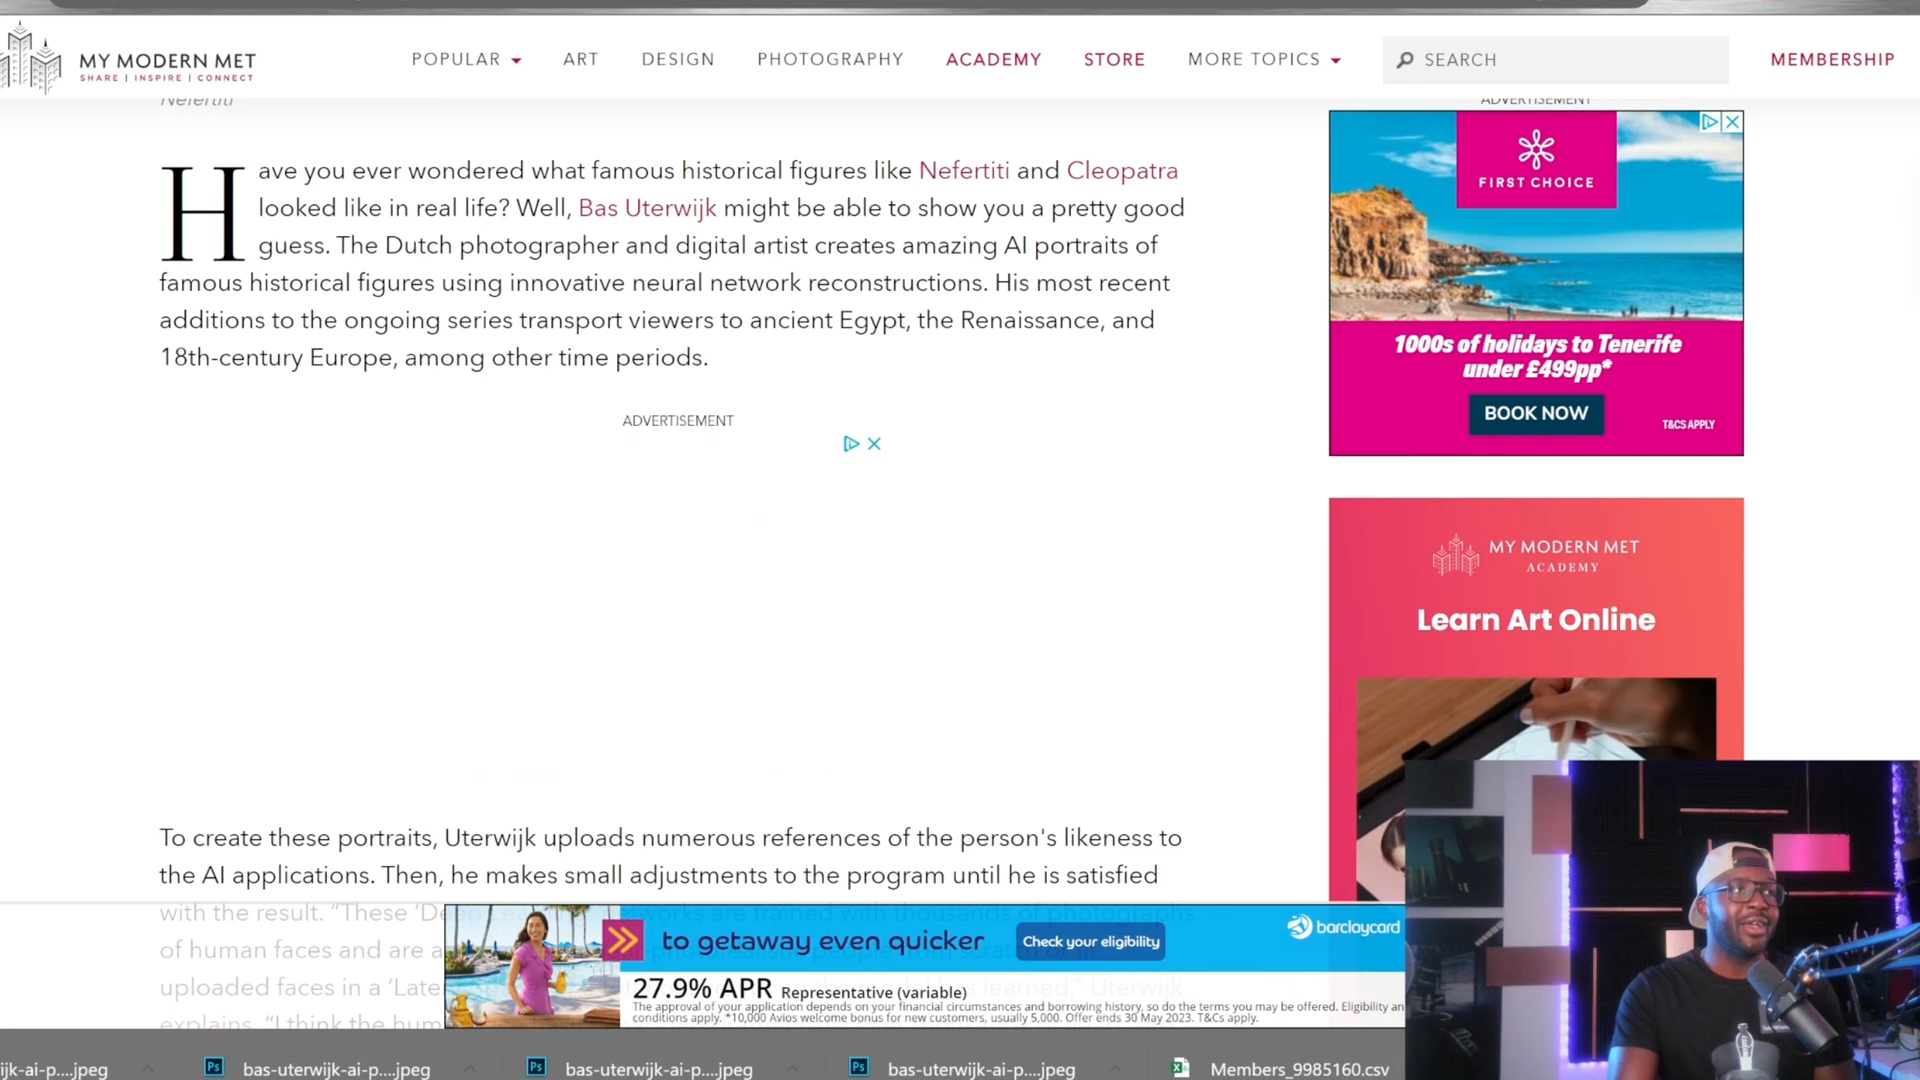 MY MODERN MET
SHARE | INSPIRE | CONNECT
POPULAR
ART
DESIGN
PHOTOGRAPHY
ACADEMY
STORE
MORE TOPICS
SEARCH
MEMBERSHIP
Nefertiti
Have you ever wondered what famous historical figures like Nefertiti and Cleopatra
looked like in real life? Well, Bas Uterwijk might be able to show you a pretty good
guess. The Dutch photographer and digital artist creates amazing AI portraits of
famous historical figures using innovative neural network reconstructions. His most recent
additions to the ongoing series transport viewers to ancient Egypt, the Renaissance, and
18th-century Europe, among other time periods.
ADVERTISEMENT
To create these portraits, Uterwijk uploads numerous references of the person's likeness to
the AI applications. Then, he makes small adjustments to the program until he is satisfied
with the result. "These 'Deep Lea networks are trained with thousands of photographs
of human faces and are a photorealistic people from scratch or fit
uploaded faces in a 'Late learned," Uterwijk
explains. "I think the hum
ADVERTISEMENT
FIRST CHOICE
1000s of holidays to Tenerife
under £499pp*
BOOK NOW
T&CS APPLY
MY MODERN MET
ACADEMY
Learn Art Online
to getaway even quicker
Check your eligibility
barclaycard
27.9% APR Representative (variable)
The approval of your application depends on your financial circumstances and borrowing history, so do the terms you may be offered. Eligibility an
conditions apply. *10,000 Avios welcome bonus for new customers, usually 5,000. Offer ends 30 May 2023. T&Cs apply.
ijk-ai-p....jpeg
Ps
bas-uterwijk-ai-p....jpeg
Ps
bas-uterwijk-ai-p....jpeg
Ps
bas-uterwijk-ai-p....jpeg
Members_9985160.csv